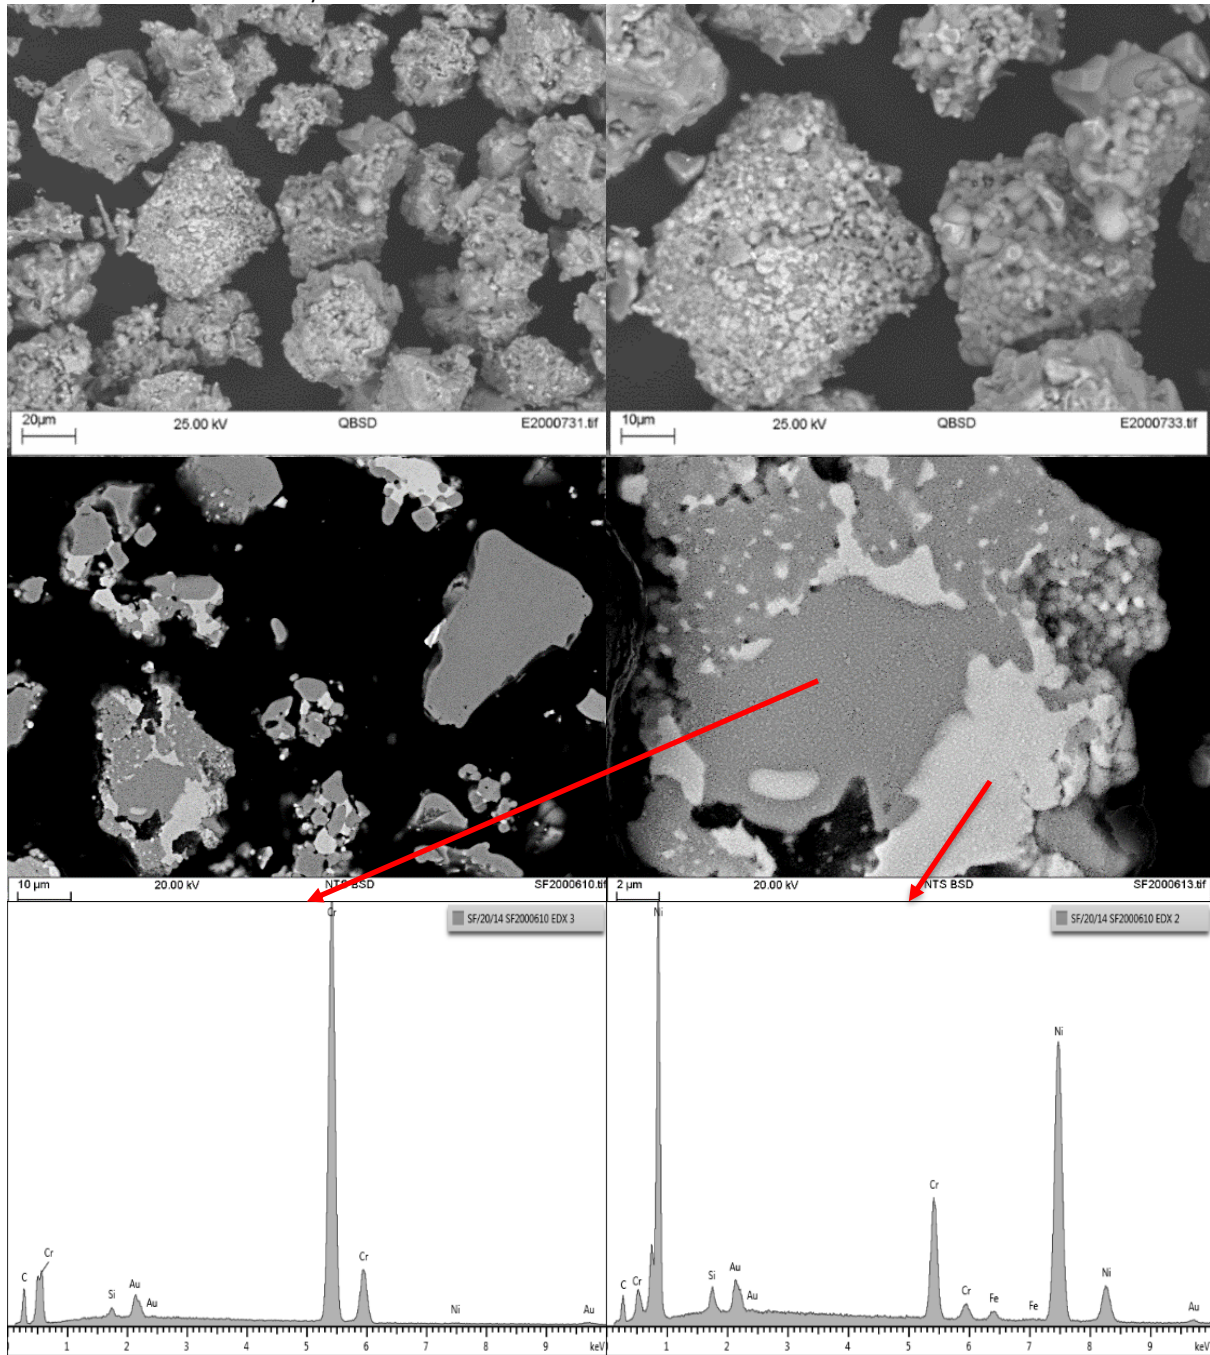 20µm 25.00 kV QBSD E2000731.tif
10µm 25.00 kV QBSD E2000733.tif
10 µm 20.00 kV NTS BSD SF2000610.tif
2 µm 20.00 kV NTS BSD SF2000613.tif
SF/20/14 SF2000610 EDX 3
Cr
Cr
C
Cr
Si
Au
Au
Ni
Au
1 2 3 4 5 6 7 8 9 keV
SF/20/14 SF2000610 EDX 2
Ni
Ni
Cr
Au
Si
C
Cr
Au
Cr
Fe
Fe
Ni
Au
1 2 3 4 5 6 7 8 9 keV